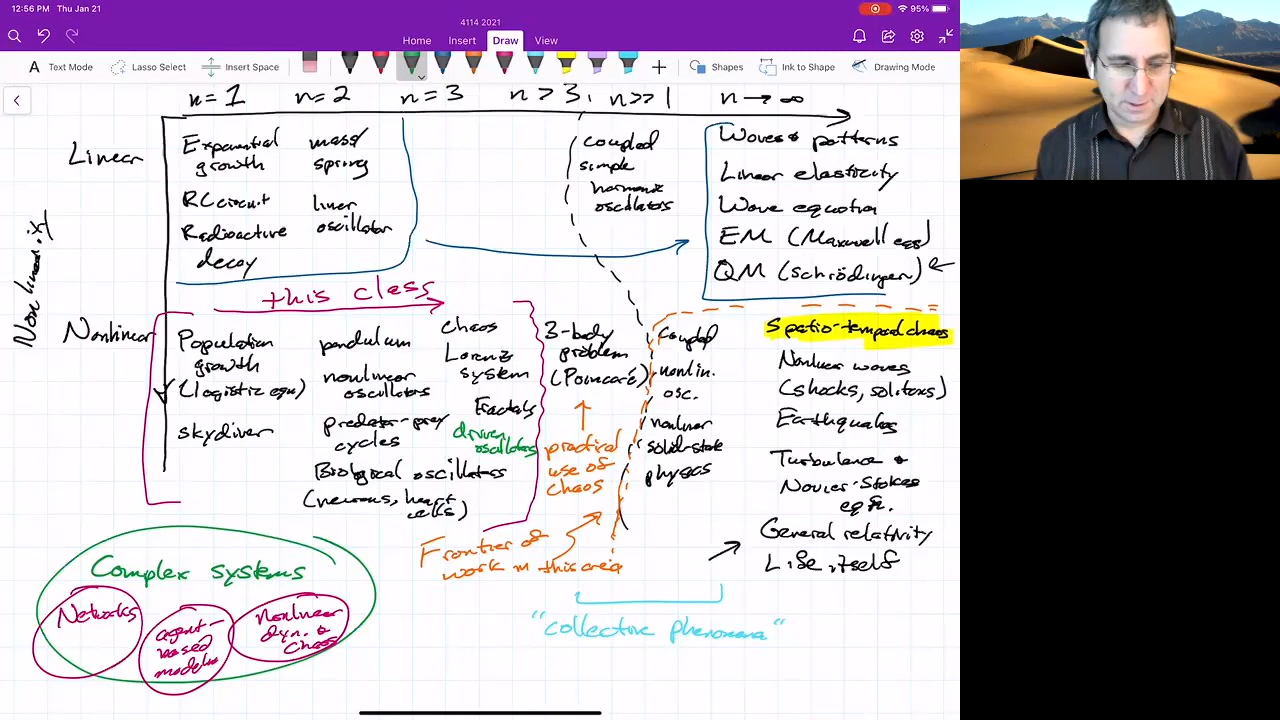 12:56 PM Thu Jan 21
95%
4114 2021
Home Insert Draw View
Text Mode Lasso Select Insert Space Shapes Ink to Shape Drawing Mode
n=1 n=2 n=3 n>3 n>>1 n→∞
Linear
Nonlinearity
Exponential
growth
RC circuit
Radioactive
decay
mass/
spring
linear
oscillator
coupled
simple
harmonic
oscillators
Waves & patterns
Linear elasticity
Wave equation
EM (Maxwell eqs)
QM (Schrödinger) ←
this class
Nonlinear
Population
growth
(logistic eqn)
skydiver
pendulum
nonlinear
oscillators
predator-prey
cycles
Biological oscillators
(neurons, heart
cells)
chaos
Lorenz
system
Fractals
driven
oscillators
3-body
problem
(Poincaré)
↑
practical
use of
chaos
coupled
nonlin.
osc.
nonlinear
solid-state
physics
Spatio-temporal chaos
Nonlinear waves
(shocks, solitons)
Earthquakes
Turbulence &
Navier-Stokes
eqn.
General relativity
Life itself
Frontier of
work in this area
"collective phenomena"
Complex systems
Networks
agent-
based
models
nonlinear
dyn. &
chaos